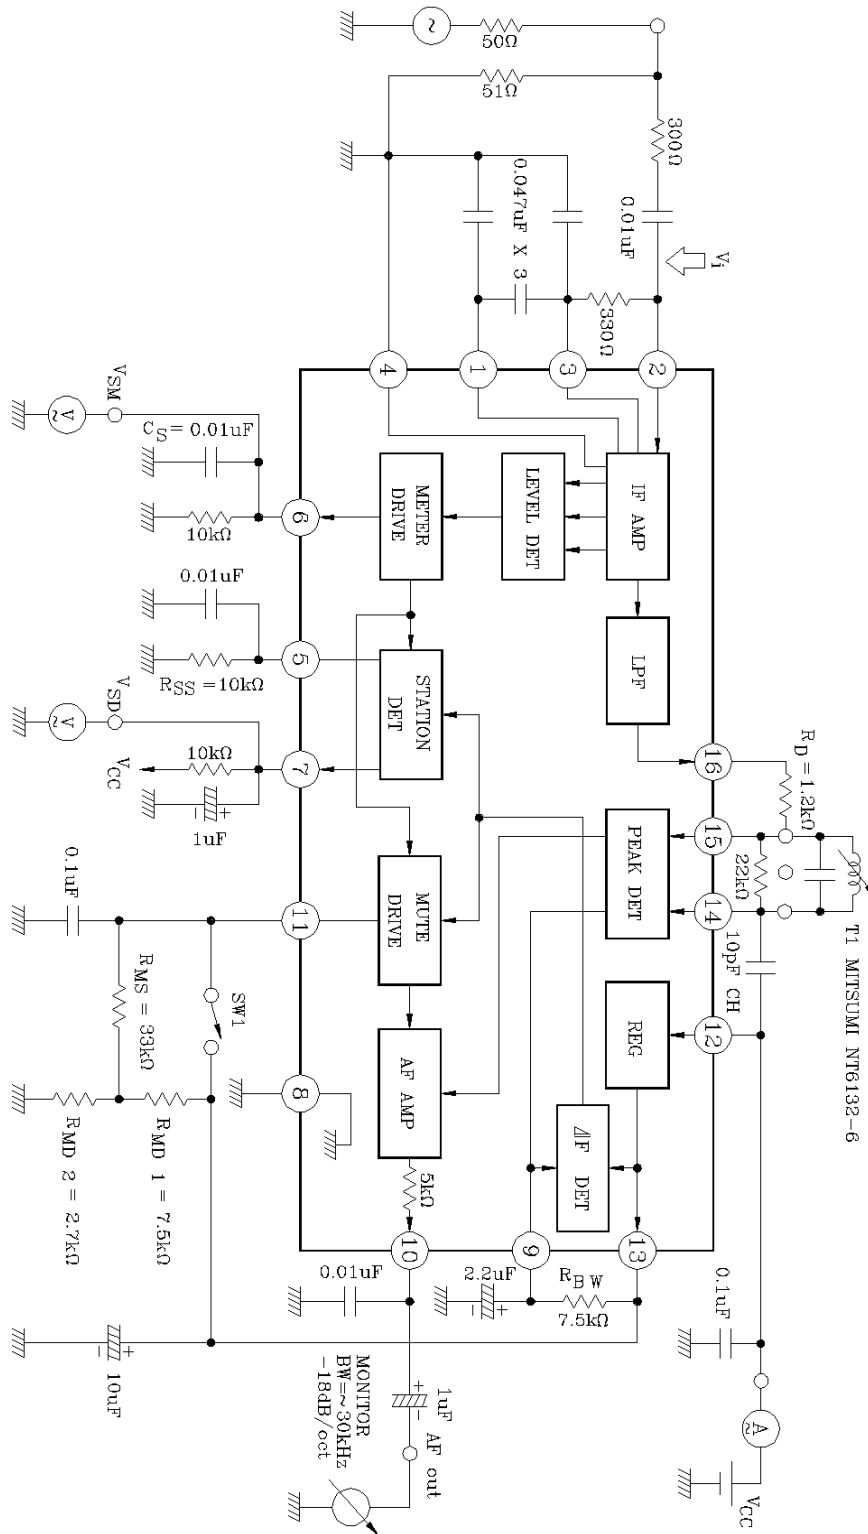 50Ω
51Ω
300Ω
0.01uF
Vi
0.047uF X 3
330Ω
4
1
3
2
VSM
V
CS = 0.01uF
10kΩ
6
METER
DRIVE
LEVEL DET
IF AMP
LPF
0.01uF
RSS = 10kΩ
5
STATION
DET
VSD
V
10kΩ
VCC
1uF
7
16
RD = 1.2kΩ
15
22kΩ
14
T1 MITSUMI NT6132-6
10pF CH
PEAK DET
MUTE
DRIVE
11
0.1uF
RMS = 33kΩ
SW1
12
REG
8
AF AMP
ΔF DET
RMD 2 = 2.7kΩ
RMD 1 = 7.5kΩ
5kΩ
10
9
13
0.01uF
2.2uF
RBW
7.5kΩ
0.1uF
10uF
MONITOR
BW=~30kHz
-18dB/oct
1uF
AF out
A
VCC